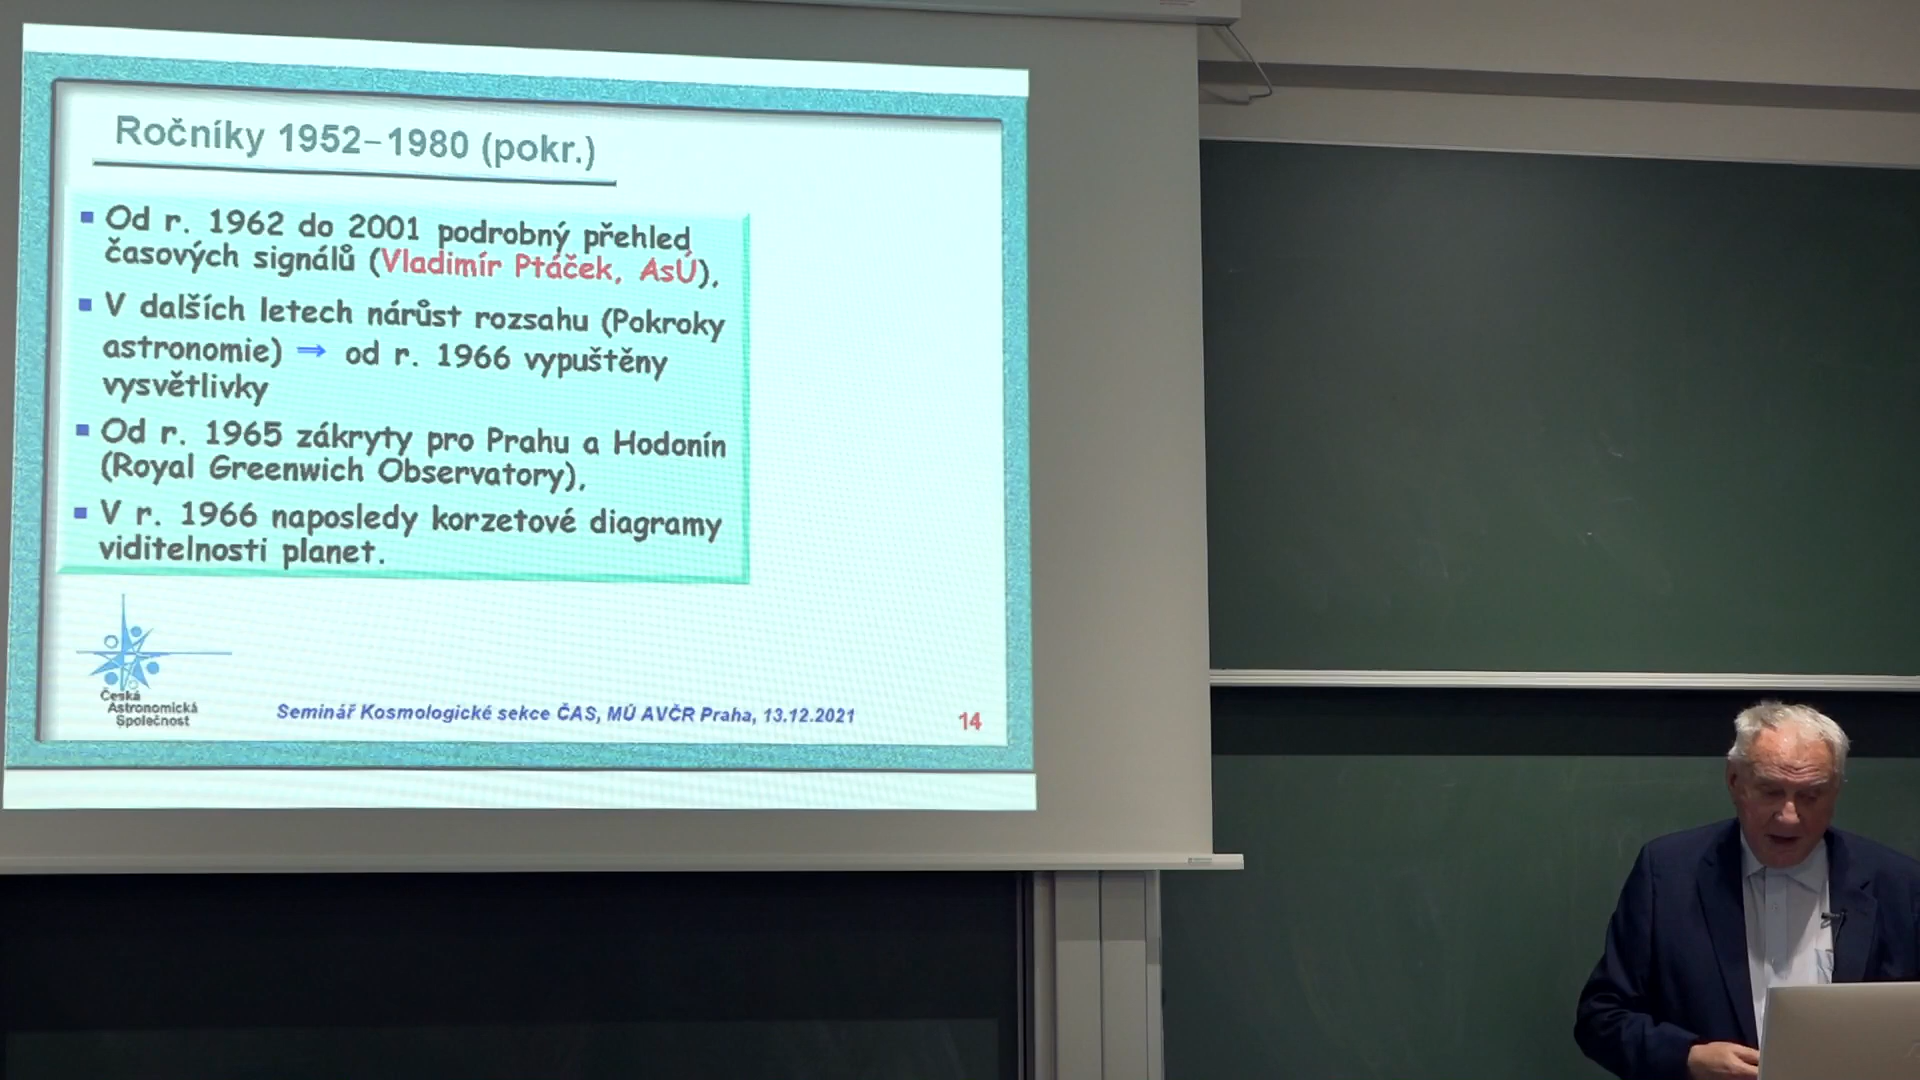 Ročníky 1952–1980 (pokr.)
Od r. 1962 do 2001 podrobný přehled
časových signálů (Vladimír Ptáček, AsÚ),
V dalších letech nárůst rozsahu (Pokroky
astronomie) ⇒ od r. 1966 vypuštěny
vysvětlivky
Od r. 1965 zákryty pro Prahu a Hodonín
(Royal Greenwich Observatory),
V r. 1966 naposledy korzetové diagramy
viditelnosti planet.
Česká
Astronomická
Společnost
Seminář Kosmologické sekce ČAS, MÚ AVČR Praha, 13.12.2021
14